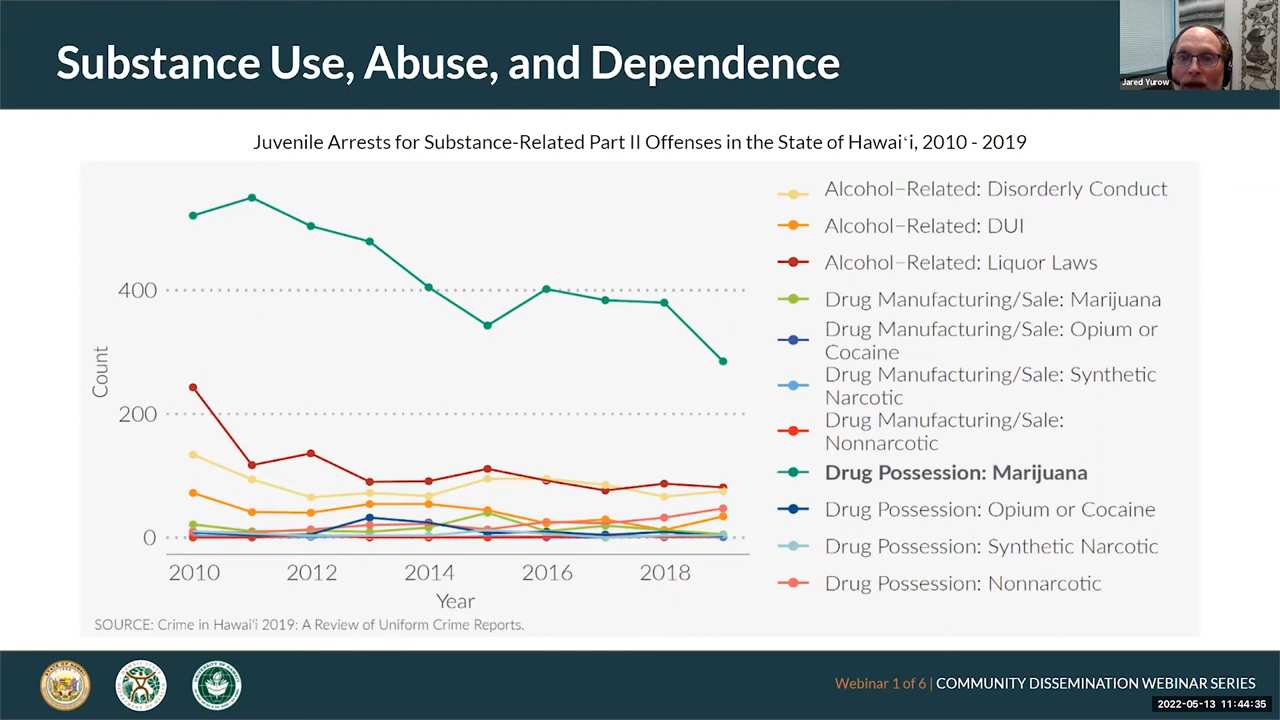 Substance Use, Abuse, and Dependence
Jared Yurow
Juvenile Arrests for Substance-Related Part II Offenses in the State of Hawaiʻi, 2010 - 2019
Count
400
200
0
2010
2012
2014
2016
2018
Year
Alcohol–Related: Disorderly Conduct
Alcohol–Related: DUI
Alcohol–Related: Liquor Laws
Drug Manufacturing/Sale: Marijuana
Drug Manufacturing/Sale: Opium or
Cocaine
Drug Manufacturing/Sale: Synthetic
Narcotic
Drug Manufacturing/Sale:
Nonnarcotic
Drug Possession: Marijuana
Drug Possession: Opium or Cocaine
Drug Possession: Synthetic Narcotic
Drug Possession: Nonnarcotic
SOURCE: Crime in Hawai'i 2019: A Review of Uniform Crime Reports.
Webinar 1 of 6 | COMMUNITY DISSEMINATION WEBINAR SERIES
2022-05-13 11:44:35